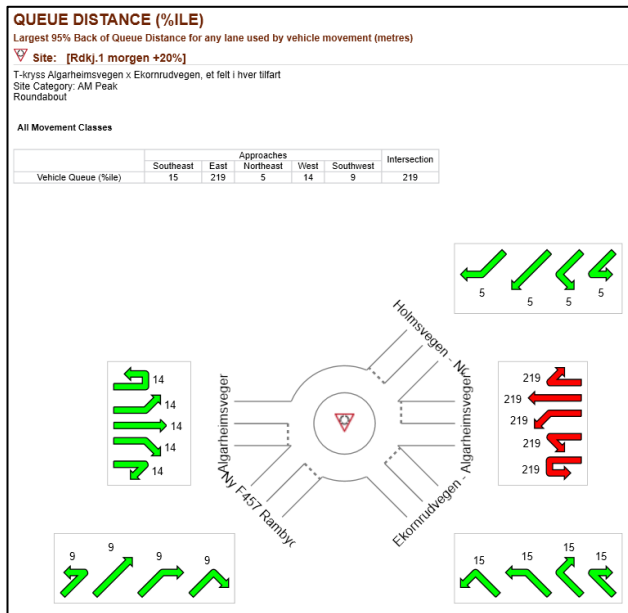 QUEUE DISTANCE (%ILE)
Largest 95% Back of Queue Distance for any lane used by vehicle movement (metres)
Site: [Rdkj.1 morgen +20%]
T-kryss Algarheimsvegen x Ekornrudvegen, et felt i hver tilfart
Site Category: AM Peak
Roundabout
All Movement Classes
Approaches Intersection
Southeast East Northeast West Southwest
Vehicle Queue (%ile) 15 219 5 14 9 219
5 5 5 5
Holmsvegen -
14
14
14
14
14
Algarheimsveger
Algarheimsveger
219
219
219
219
219
Ny F457 Rambyc
Ekornrudvegen -
9 9 9 9
15 15 15 15